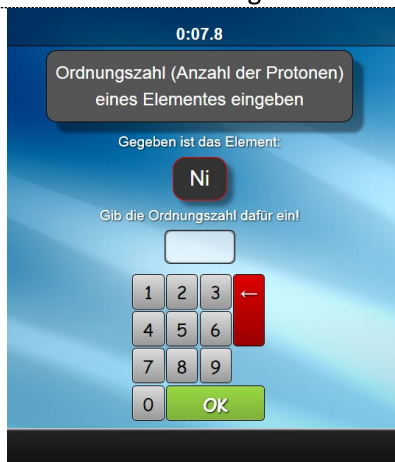 0:07.8
Ordnungszahl (Anzahl der Protonen)
eines Elementes eingeben
Gegeben ist das Element:
Ni
Gib die Ordnungszahl dafür ein!
1 2 3 ←
4 5 6
7 8 9
0 OK